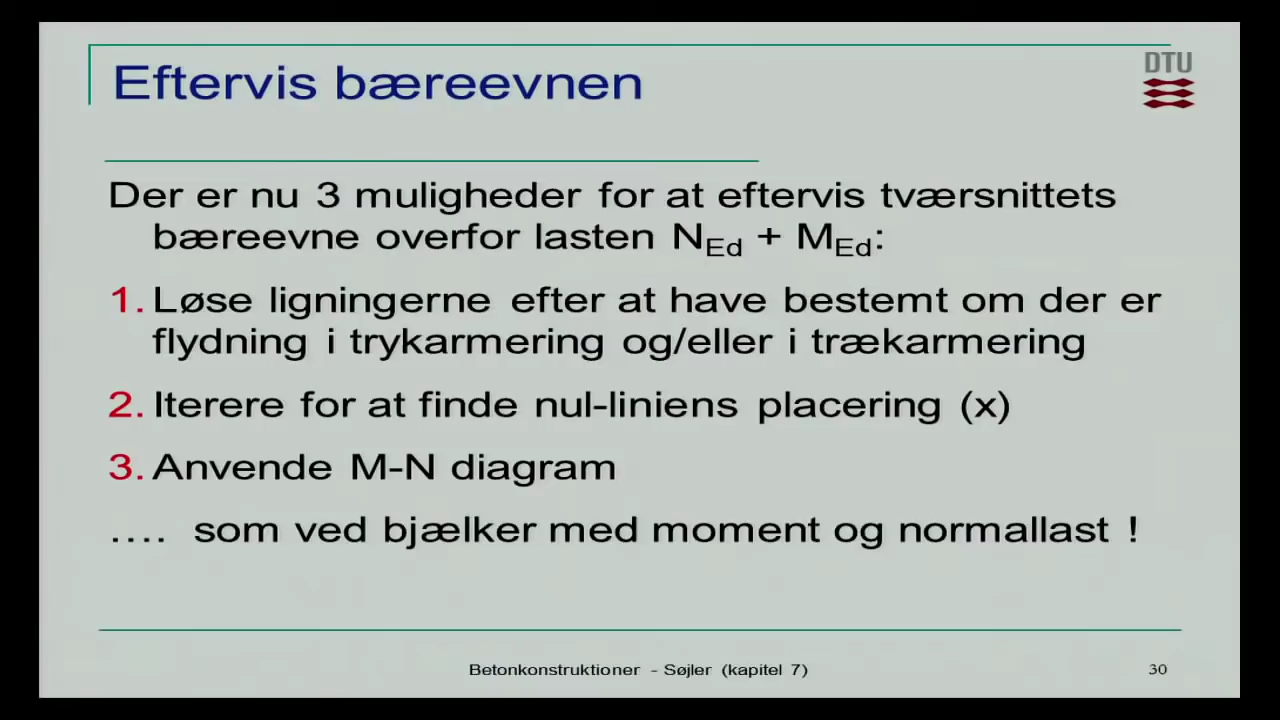 Eftervis bæreevnen
DTU
Der er nu 3 muligheder for at eftervis tværsnittets
bæreevne overfor lasten N_Ed + M_Ed:
1. Løse ligningerne efter at have bestemt om der er
flydning i trykarmering og/eller i trækarmering
2. Iterere for at finde nul-liniens placering (x)
3. Anvende M-N diagram
.... som ved bjælker med moment og normallast !
Betonkonstruktioner - Søjler (kapitel 7)
30